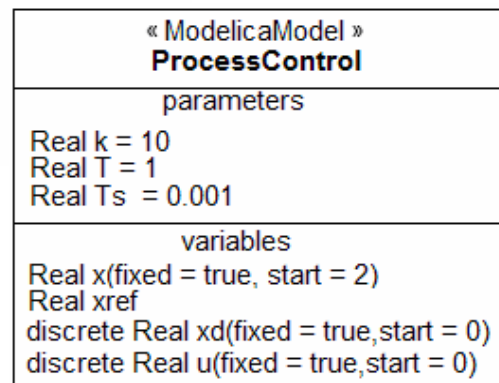 « ModelicaModel »
ProcessControl
parameters
Real k = 10
Real T = 1
Real Ts = 0.001
variables
Real x(fixed = true, start = 2)
Real xref
discrete Real xd(fixed = true,start = 0)
discrete Real u(fixed = true,start = 0)